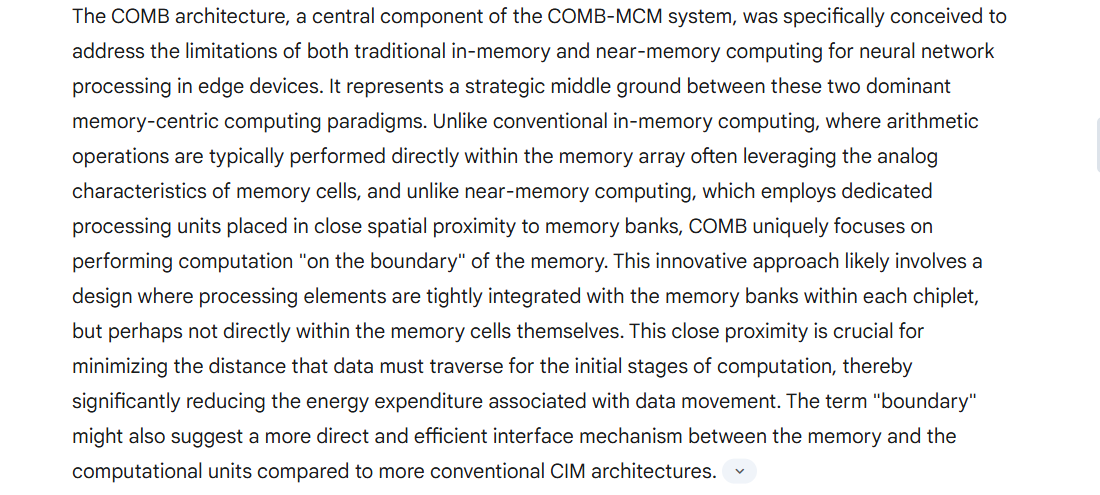 The COMB architecture, a central component of the COMB-MCM system, was specifically conceived to
address the limitations of both traditional in-memory and near-memory computing for neural network
processing in edge devices. It represents a strategic middle ground between these two dominant
memory-centric computing paradigms. Unlike conventional in-memory computing, where arithmetic
operations are typically performed directly within the memory array often leveraging the analog
characteristics of memory cells, and unlike near-memory computing, which employs dedicated
processing units placed in close spatial proximity to memory banks, COMB uniquely focuses on
performing computation "on the boundary" of the memory. This innovative approach likely involves a
design where processing elements are tightly integrated with the memory banks within each chiplet,
but perhaps not directly within the memory cells themselves. This close proximity is crucial for
minimizing the distance that data must traverse for the initial stages of computation, thereby
significantly reducing the energy expenditure associated with data movement. The term "boundary"
might also suggest a more direct and efficient interface mechanism between the memory and the
computational units compared to more conventional CIM architectures.